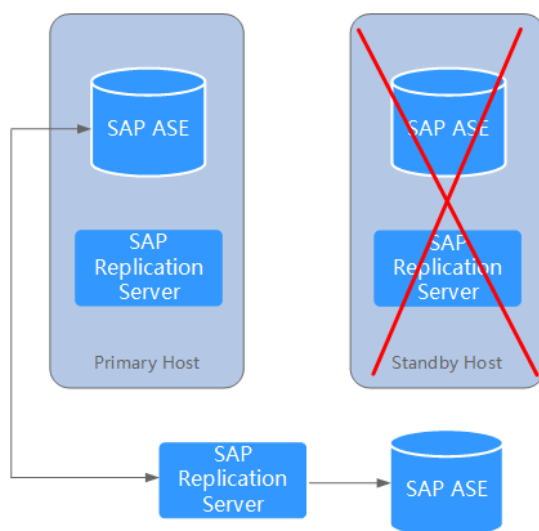 SAP ASE
SAP
Replication
Server
Primary Host
SAP ASE
SAP
Replication
Server
Standby Host
SAP
Replication
Server
SAP ASE